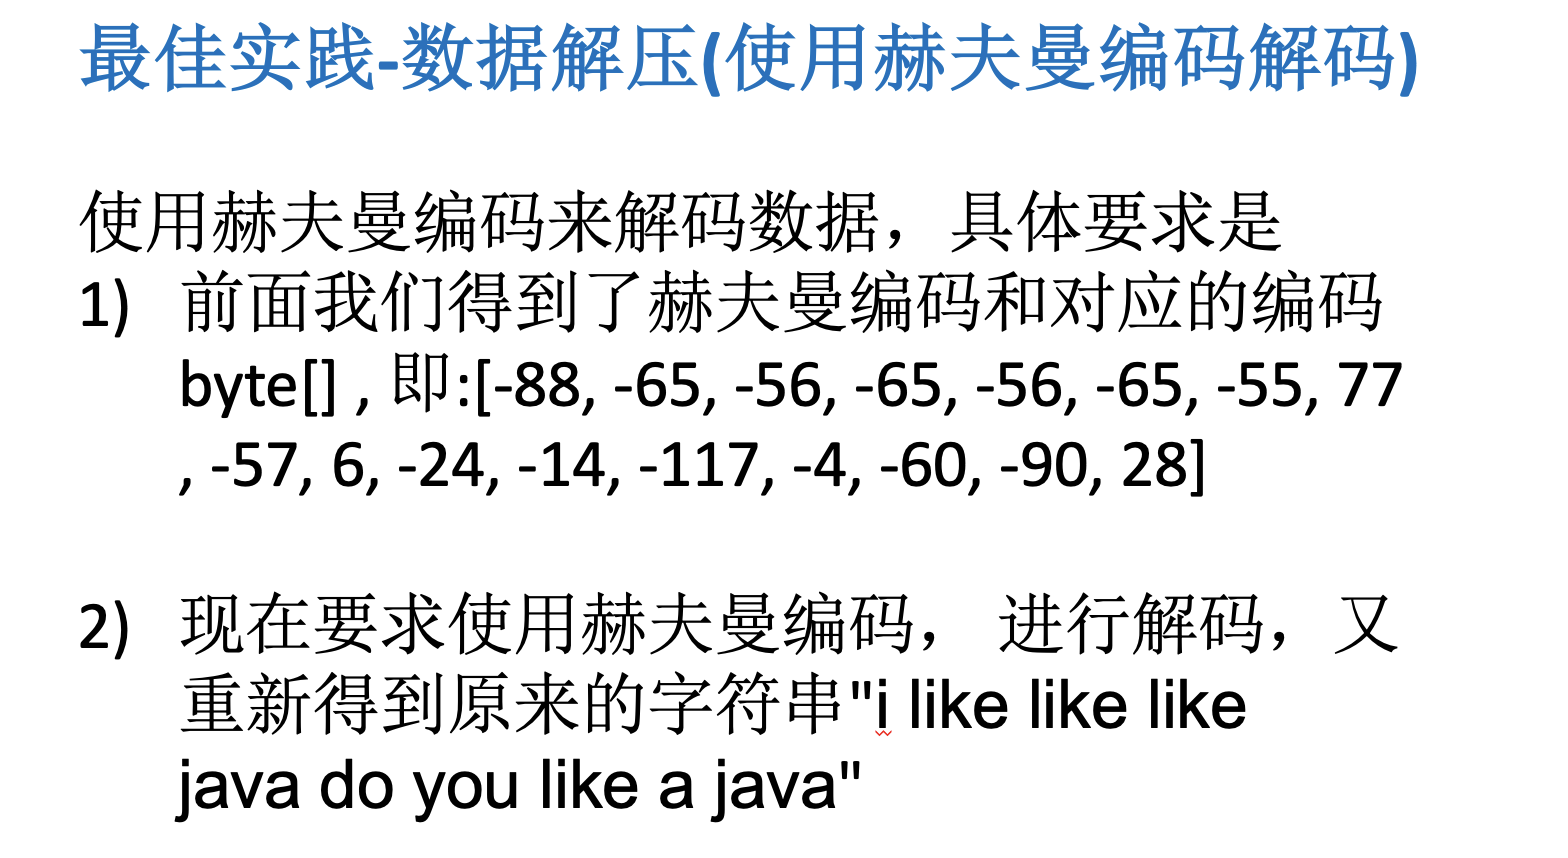 最佳实践-数据解压(使用赫夫曼编码解码)
使用赫夫曼编码来解码数据，具体要求是
1) 前面我们得到了赫夫曼编码和对应的编码
byte[] , 即:[-88, -65, -56, -65, -56, -65, -55, 77
, -57, 6, -24, -14, -117, -4, -60, -90, 28]
2) 现在要求使用赫夫曼编码， 进行解码，又
重新得到原来的字符串"i like like like
java do you like a java"